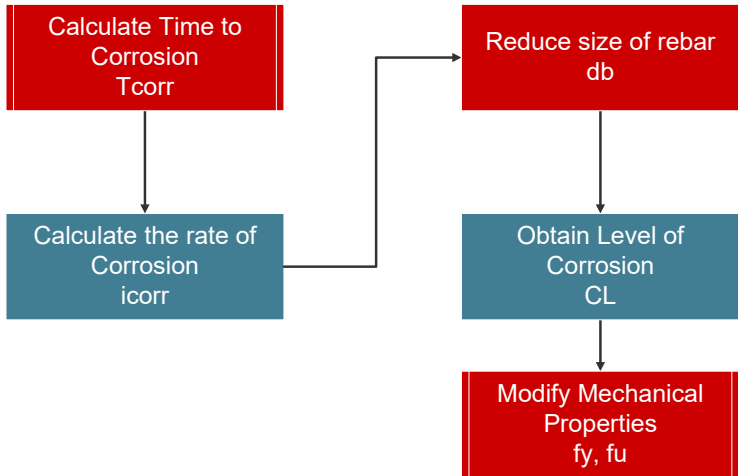 Calculate Time to
Corrosion
Tcorr
Calculate the rate of
Corrosion
icorr
Reduce size of rebar
db
Obtain Level of
Corrosion
CL
Modify Mechanical
Properties
fy, fu